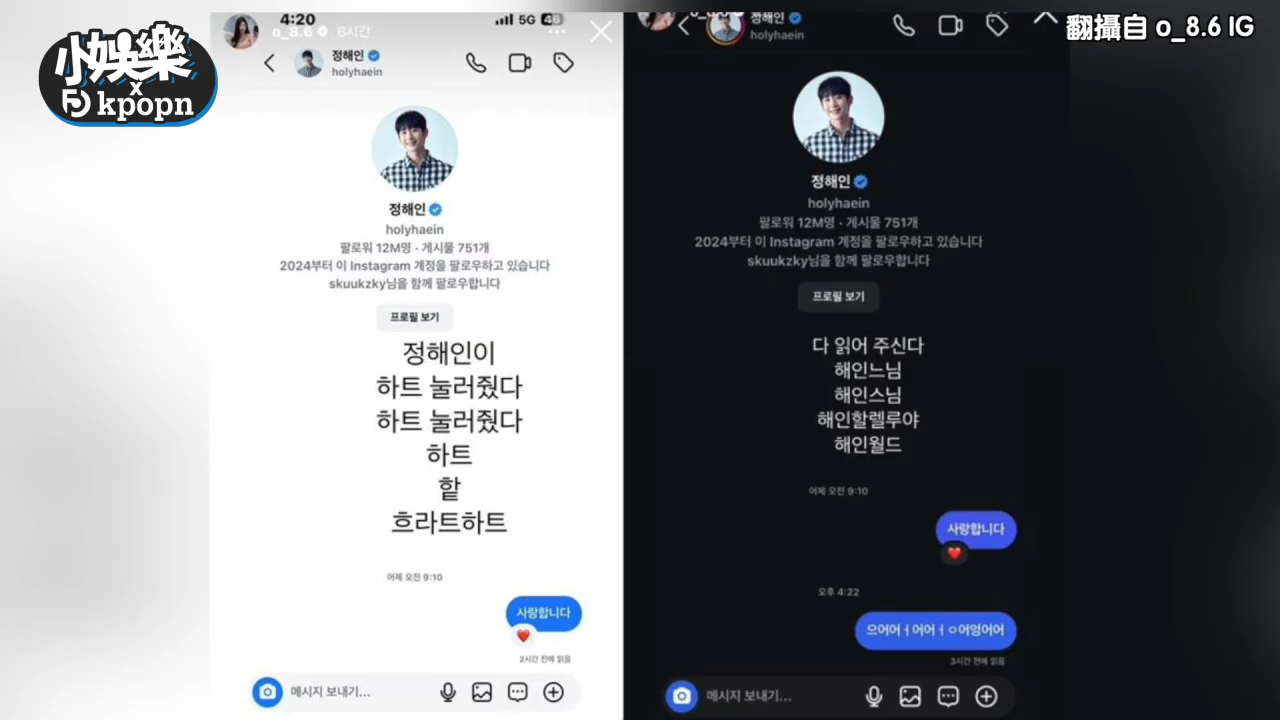 小娛樂
x
kpopn
翻攝自 o_8.6 IG
4:20
5G
46
o_8.6
6시간
정해인
holyhaein
정해인
holyhaein
팔로워 12M명 · 게시물 751개
2024부터 이 Instagram 계정을 팔로우하고 있습니다
skuukzky님을 함께 팔로우합니다
프로필 보기
정해인이
하트 눌러줬다
하트 눌러줬다
하트
핱
흐라트하트
어제 오전 9:10
사랑합니다
2시간 전에 읽음
메시지 보내기...
정해인
holyhaein
정해인
holyhaein
팔로워 12M명 · 게시물 751개
2024부터 이 Instagram 계정을 팔로우하고 있습니다
skuukzky님을 함께 팔로우합니다
프로필 보기
다 읽어 주신다
해인느님
해인스님
해인할렐루야
해인월드
어제 오전 9:10
사랑합니다
오후 4:22
으어어ㅓ어어ㅓㅇ어엉어어
3시간 전에 읽음
메시지 보내기...